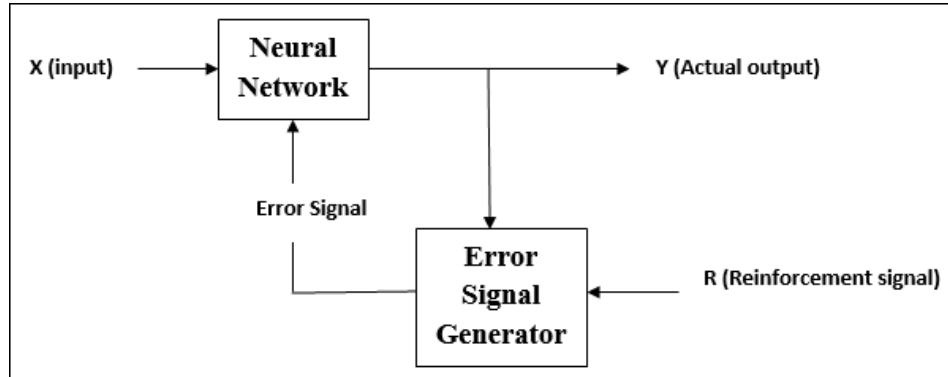 X (input)
Neural
Network
Y (Actual output)
Error Signal
Error
Signal
Generator
R (Reinforcement signal)